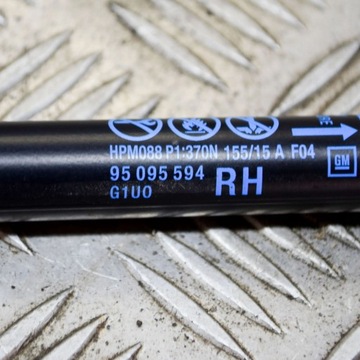 HPM088 P1:370N 155/15 A F04
95 095 594 RH
G1U0
GM